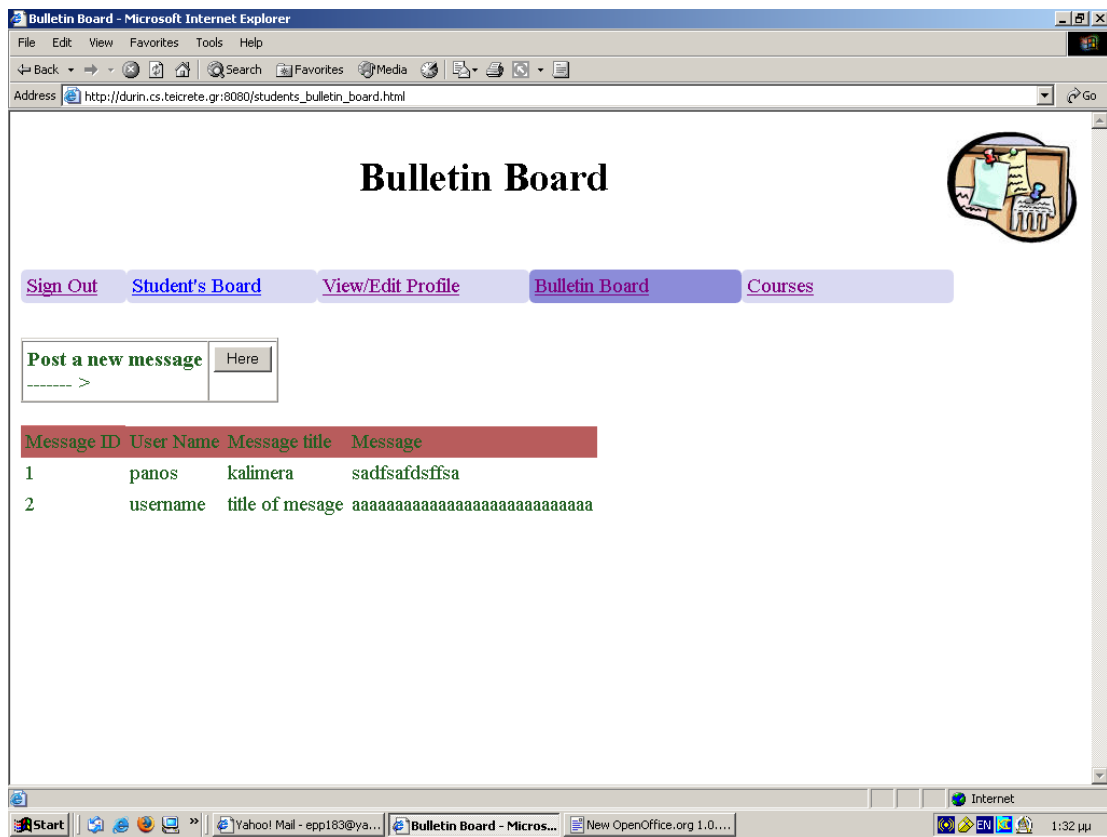 Bulletin Board - Microsoft Internet Explorer
File Edit View Favorites Tools Help
Back Search Favorites Media
Address http://durin.cs.teicrete.gr:8080/students_bulletin_board.html Go
Bulletin Board
Sign Out Student's Board View/Edit Profile Bulletin Board Courses
Post a new message Here
------- >
Message ID User Name Message title Message
1 panos kalimera sadfsafdsffsa
2 username title of mesage aaaaaaaaaaaaaaaaaaaaaaaaaaaa
Internet
Start » Yahoo! Mail - epp183@ya... Bulletin Board - Micros... New OpenOffice.org 1.0.... EN 1:32 μμ